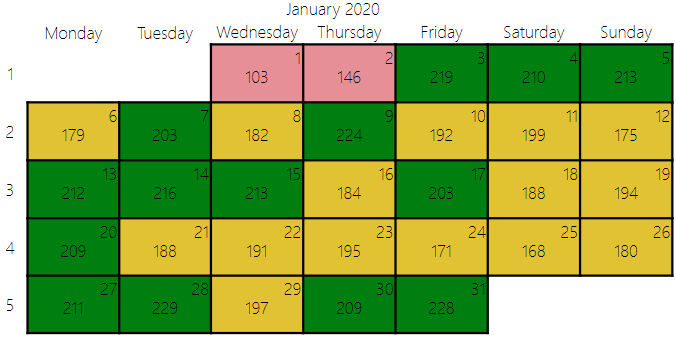 January 2020
Monday Tuesday Wednesday Thursday Friday Saturday Sunday
1 2 3 4 5
1 103 146 219 210 213
6 7 8 9 10 11 12
2 179 203 182 224 192 199 175
13 14 15 16 17 18 19
3 212 216 213 184 203 188 194
20 21 22 23 24 25 26
4 209 188 191 195 171 168 180
27 28 29 30 31
5 211 229 197 209 228